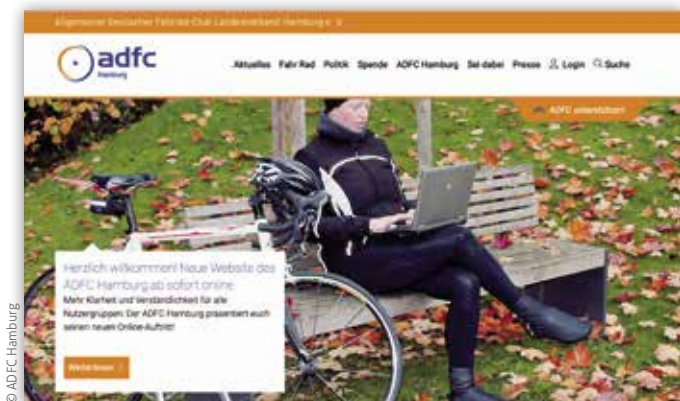 Allgemeiner Deutscher Fahrrad-Club Landesverband Hamburg e. V.
adfc
Hamburg
Aktuelles Fahr Rad Politik Spende ADFC Hamburg Sei dabei Presse Login Suche
ADFC unterstützen!
Herzlich willkommen! Neue Website des
ADFC Hamburg ab sofort online
Mehr Klarheit und Verständlichkeit für alle
Nutzergruppen: Der ADFC Hamburg präsentiert euch
seinen neuen Online-Auftritt!
Weiterlesen
© ADFC Hamburg